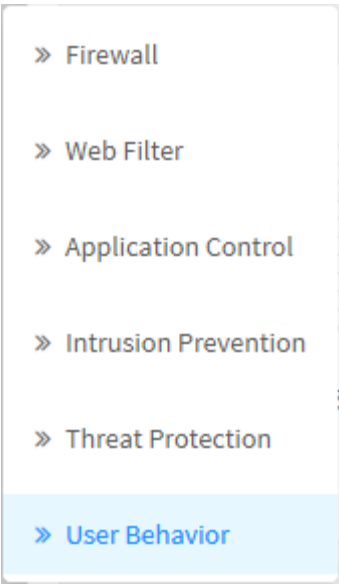 » Firewall
» Web Filter
» Application Control
» Intrusion Prevention
» Threat Protection
» User Behavior